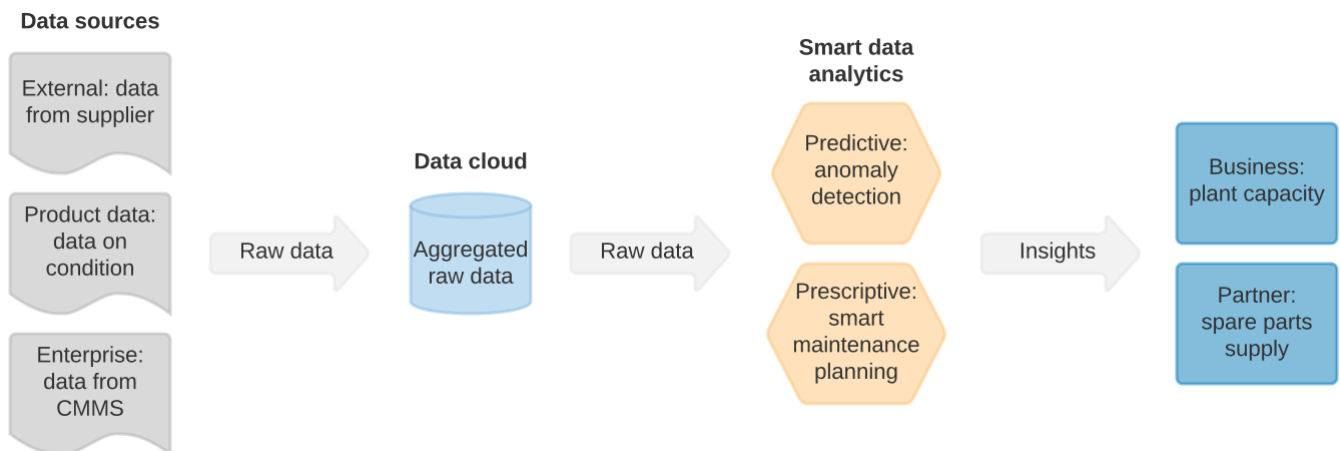 Data sources
External: data
from supplier
Product data:
data on
condition
Enterprise:
data from
CMMS
Raw data
Data cloud
Aggregated
raw data
Raw data
Smart data
analytics
Predictive:
anomaly
detection
Prescriptive:
smart
maintenance
planning
Insights
Business:
plant capacity
Partner:
spare parts
supply